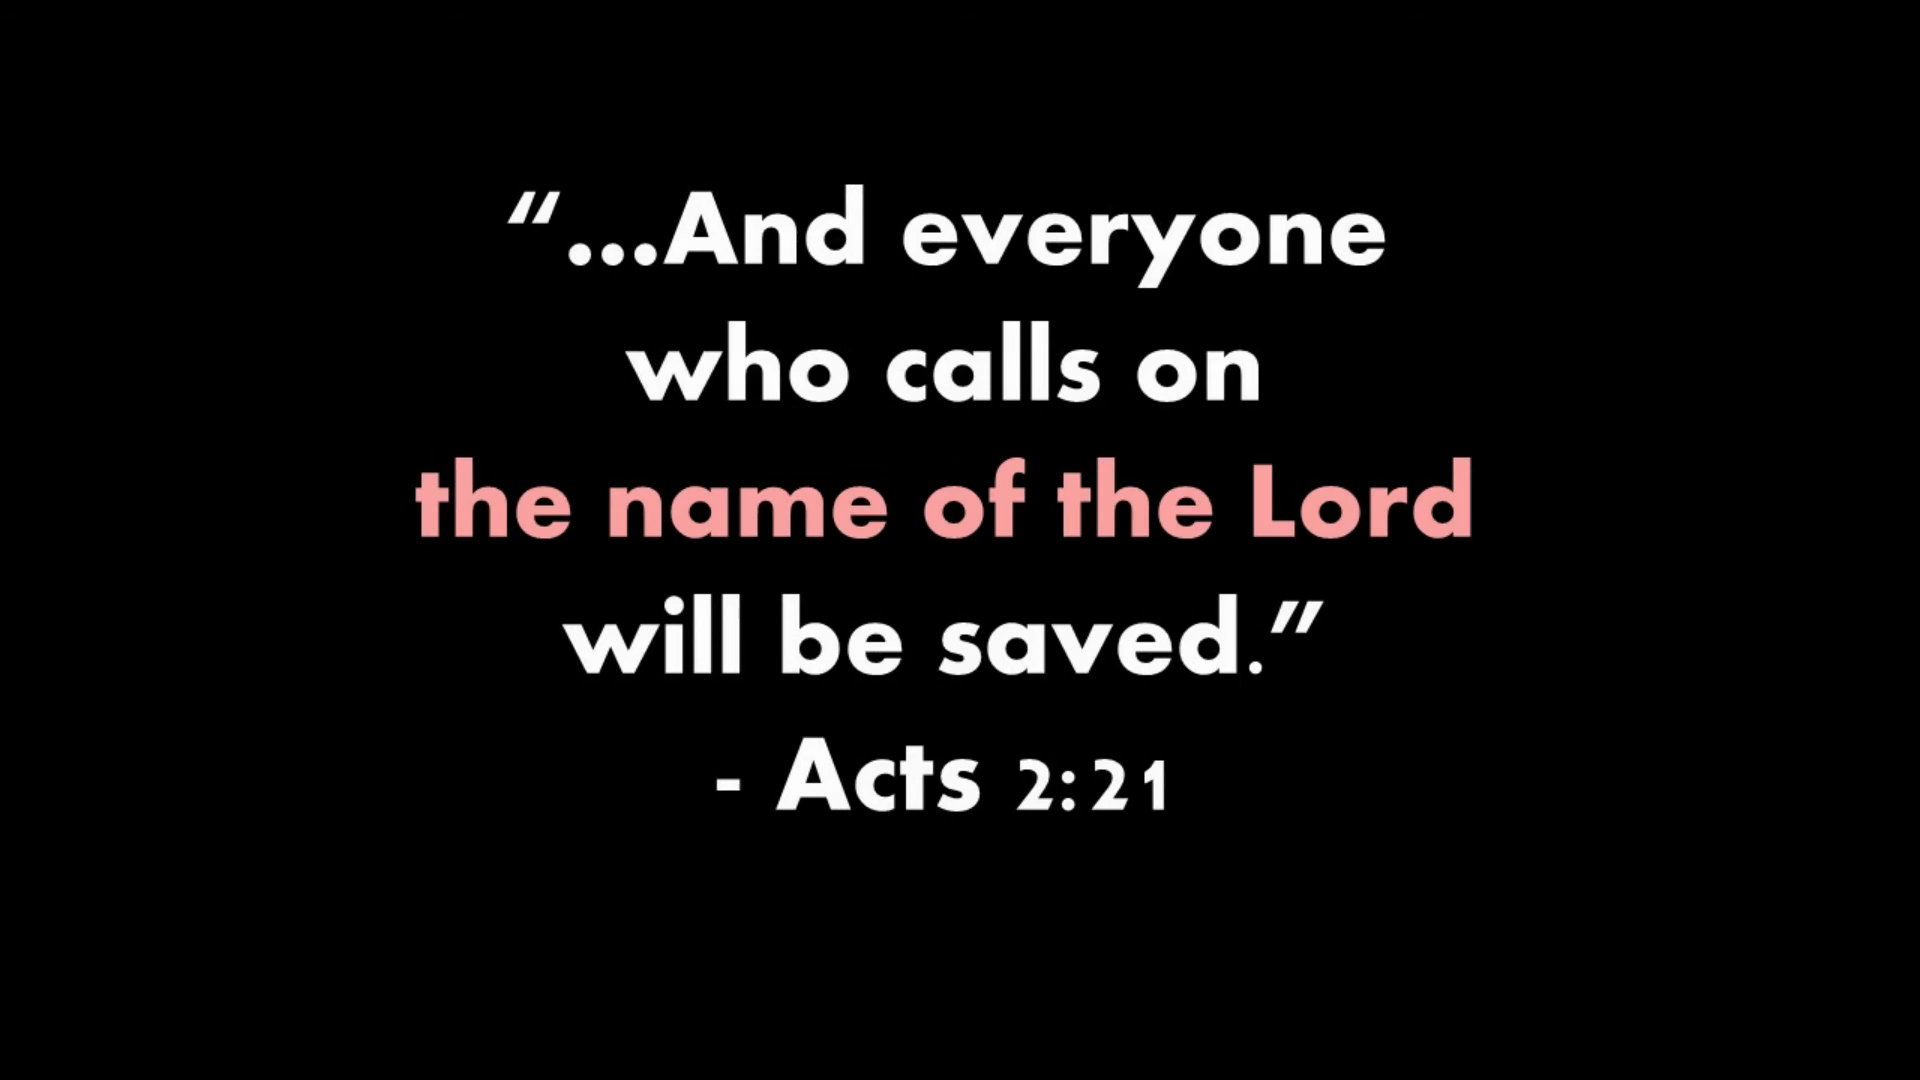 “...And everyone
who calls on
the name of the Lord
will be saved.”
- Acts 2:21